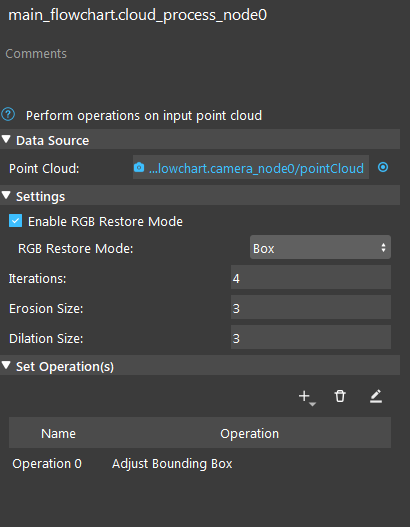 main_flowchart.cloud_process_node0
Comments
? Perform operations on input point cloud
Data Source
Point Cloud: ...lowchart.camera_node0/pointCloud
Settings
Enable RGB Restore Mode
RGB Restore Mode: Box
Iterations: 4
Erosion Size: 3
Dilation Size: 3
Set Operation(s)
Name Operation
Operation 0 Adjust Bounding Box